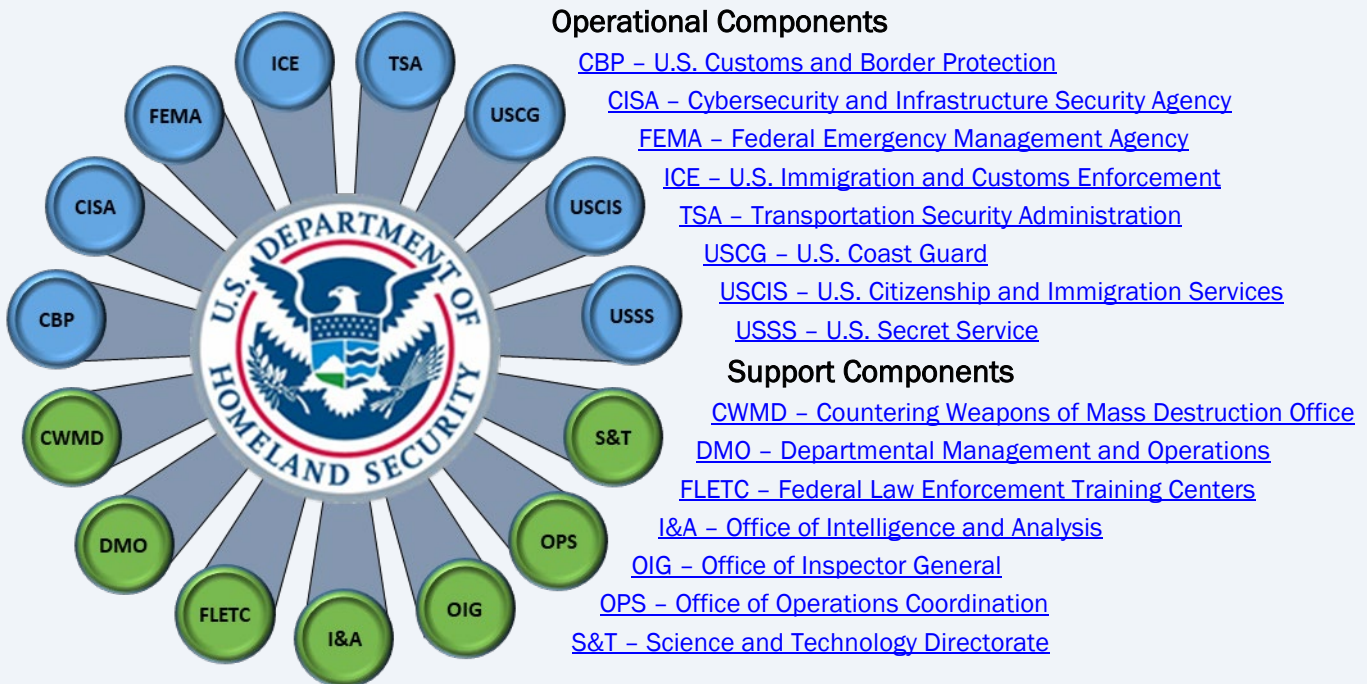 Operational Components
CBP – U.S. Customs and Border Protection
CISA – Cybersecurity and Infrastructure Security Agency
FEMA – Federal Emergency Management Agency
ICE – U.S. Immigration and Customs Enforcement
TSA – Transportation Security Administration
USCG – U.S. Coast Guard
USCIS – U.S. Citizenship and Immigration Services
USSS – U.S. Secret Service
Support Components
CWMD – Countering Weapons of Mass Destruction Office
DMO – Departmental Management and Operations
FLETC – Federal Law Enforcement Training Centers
I&A – Office of Intelligence and Analysis
OIG – Office of Inspector General
OPS – Office of Operations Coordination
S&T – Science and Technology Directorate
CBP
CISA
FEMA
ICE
TSA
USCG
USCIS
USSS
S&T
OPS
OIG
I&A
FLETC
DMO
CWMD
U.S. DEPARTMENT OF
HOMELAND SECURITY